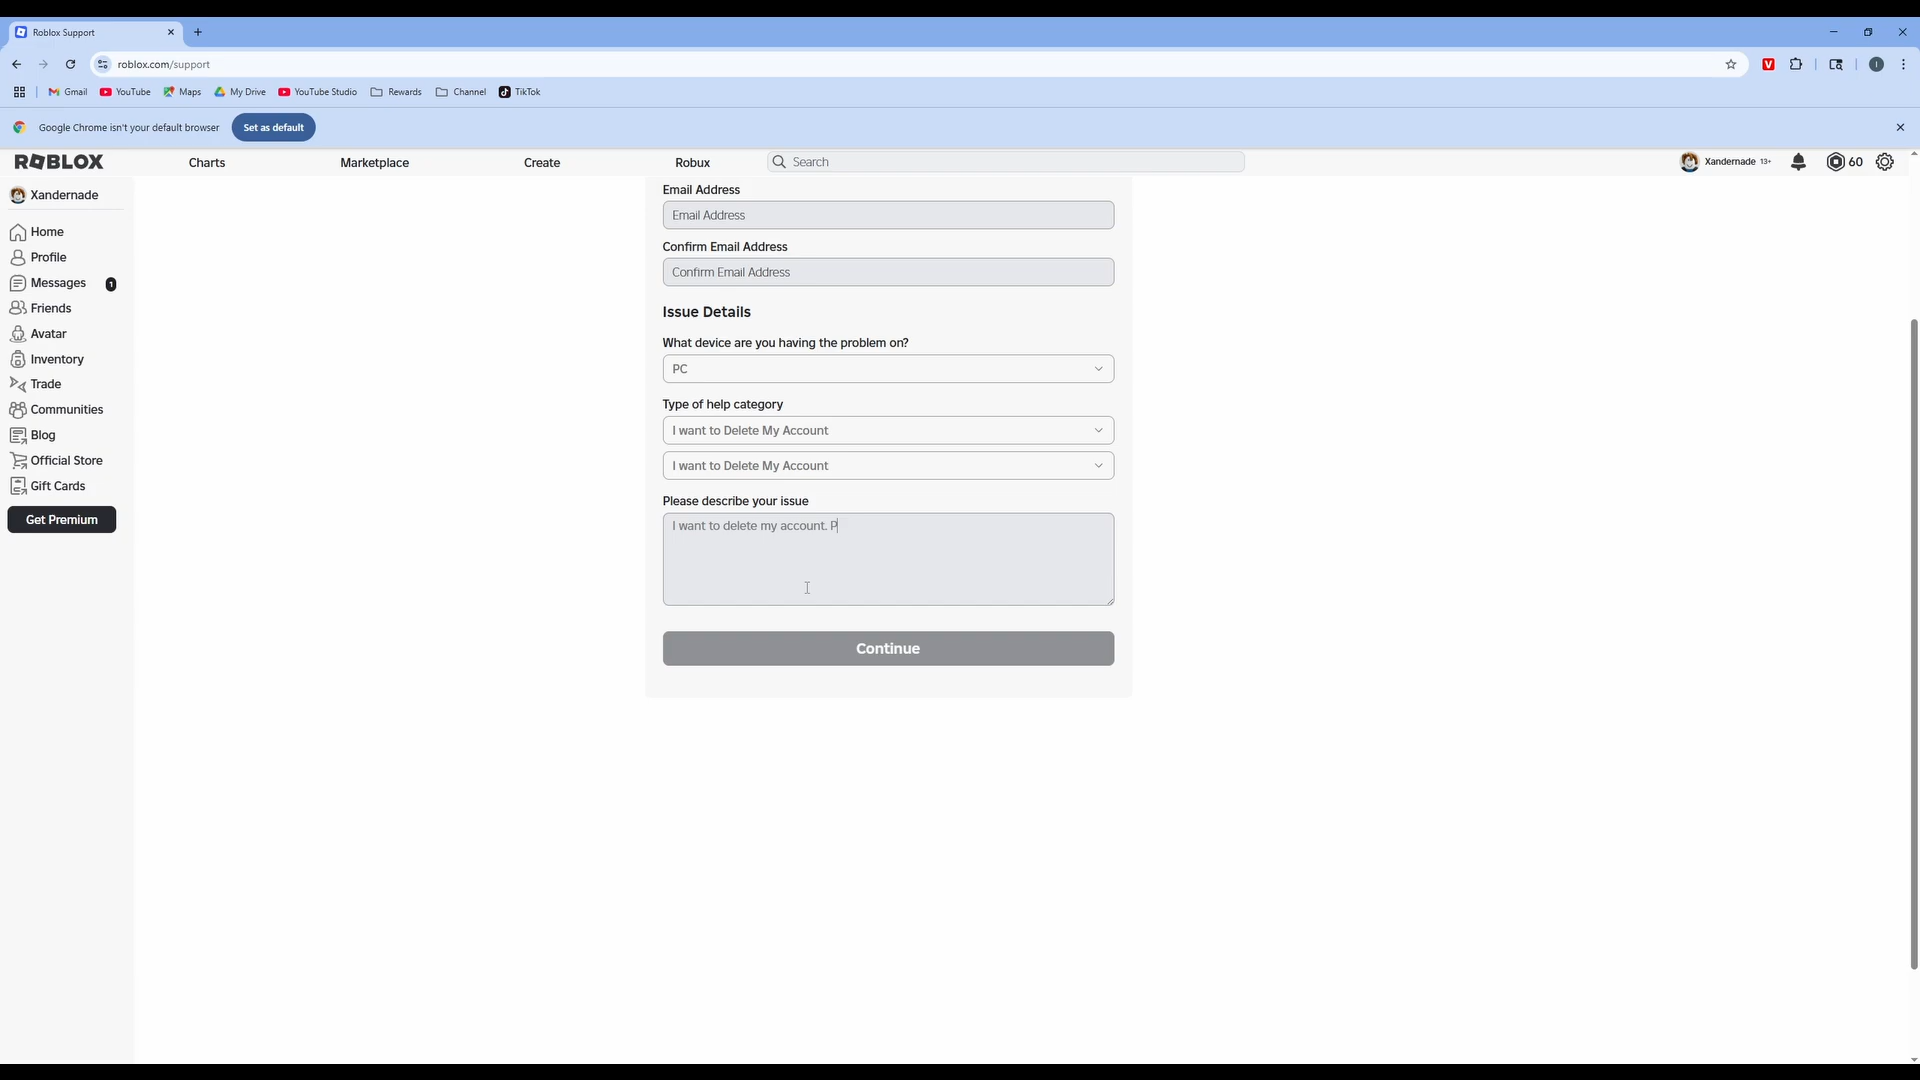 Roblox Support
roblox.com/support
V
I
Gmail
YouTube
Maps
My Drive
YouTube Studio
Rewards
Channel
TikTok
Google Chrome isn't your default browser
Set as default
ROBLOX
Charts
Marketplace
Create
Robux
Search
Xandernade 13+
60
Xandernade
Home
Profile
Messages
1
Friends
Avatar
Inventory
Trade
Communities
Blog
Official Store
Gift Cards
Get Premium
Email Address
Email Address
Confirm Email Address
Confirm Email Address
Issue Details
What device are you having the problem on?
PC
Type of help category
I want to Delete My Account
I want to Delete My Account
Please describe your issue
I want to delete my account. P
Continue